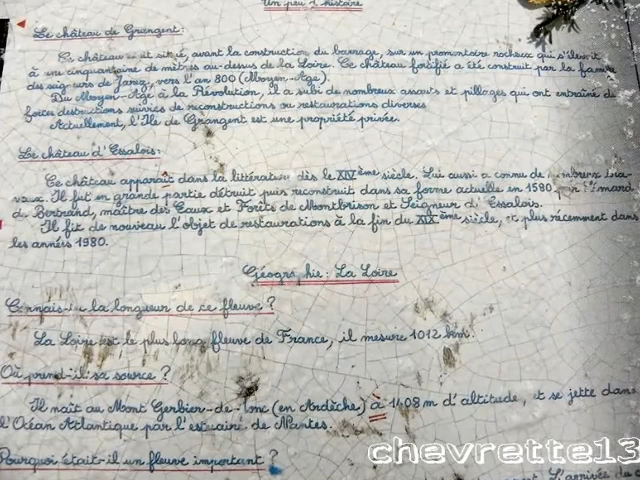 Un peu d'histoire
Le château de Grangent:
Ce château était situé, avant la construction du barrage, sur un promontoire rocheux qui s'élevait
à une cinquantaine de mètres au-dessus de la Loire. Ce château fortifié a été construit par la famille
des seigneurs de Jarez, vers l'an 800 (Moyen-Age).
Du Moyen-Age à la Révolution, il a subi de nombreux assauts et pillages qui ont entraîné de
fortes destructions suivies de reconstructions ou restaurations diverses
Actuellement, l'Ile de Grangent est une propriété privée.
Le château d'Essalois:
Ce château apparaît dans la littérature dès le XIVème siècle. Lui aussi a connu de nombreux tra-
vaux. Il fut en grande partie détruit puis reconstruit dans sa forme actuelle en 1580
de Bertrand, maître des Eaux et Forêts de Montbrison et Seigneur d'Essalois.
Il fit de nouveau l'objet de restaurations à la fin du XIXème siècle, et plus récemment dans
les années 1980.
Géographie: La Loire
Connais-tu la longueur de ce fleuve ?
La Loire est le plus long fleuve de France, il mesure 1012 km.
Où prend-il sa source ?
Il naît au Mont Gerbier-de-Jonc (en Ardèche) à 1408 m d'altitude, et se jette dans
l'Océan Atlantique par l'estuaire de Nantes.
Pourquoi était-il un fleuve important ?
L'arrivée du
chevrette13